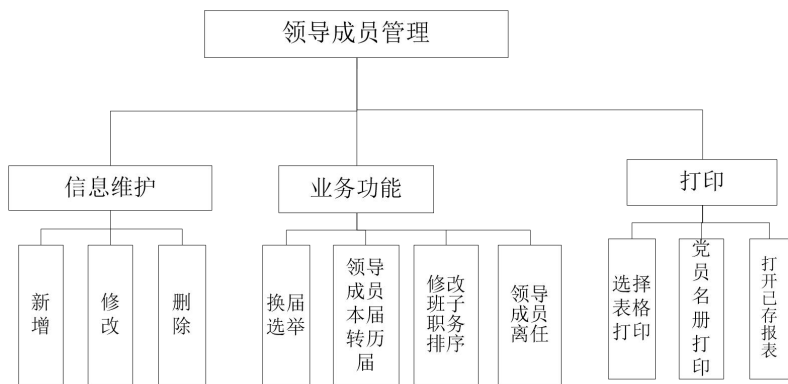 领导成员管理
信息维护
业务功能
打印
新增
修改
删除
换届
选举
领导
成员
本届
转历
届
修改
班子
职务
排序
领导
成员
离任
选择
表格
打印
党员名册打印
打开已存报表